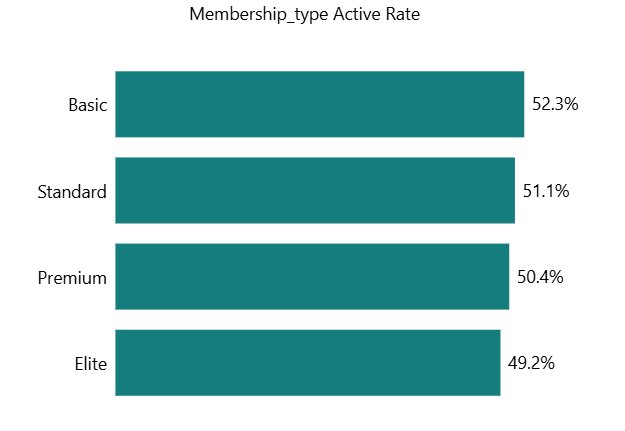 Membership_type Active Rate
Basic 52.3%
Standard 51.1%
Premium 50.4%
Elite 49.2%